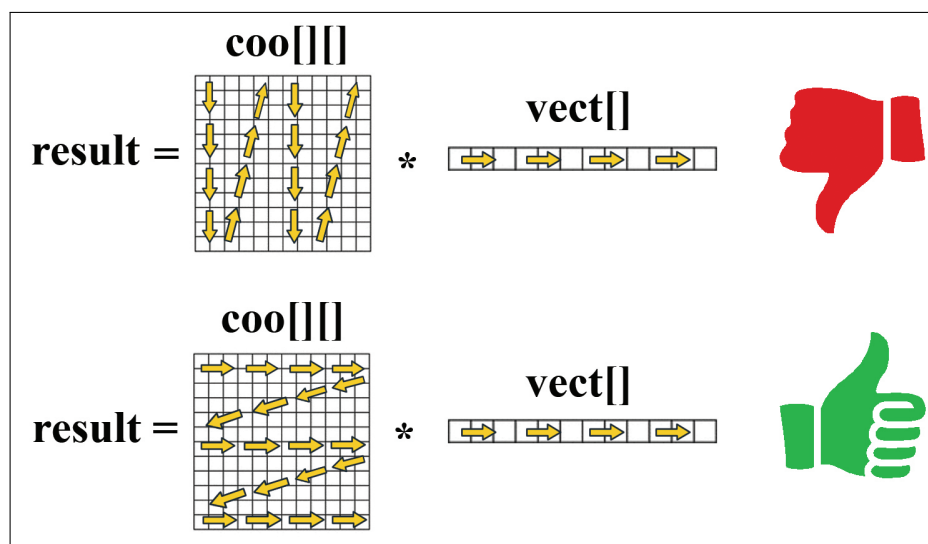 coo[][]
result = * vect[]
coo[][]
result = * vect[]